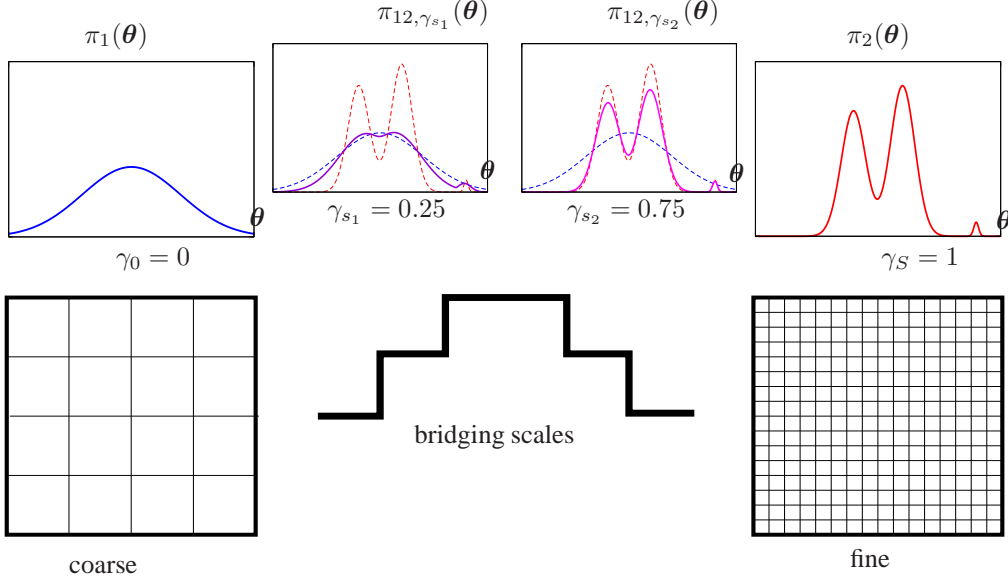 π₁(θ)
π₁₂,γₛ₁(θ)
π₁₂,γₛ₂(θ)
π₂(θ)
θ
θ
θ
θ
γ₀ = 0
γₛ₁ = 0.25
γₛ₂ = 0.75
γ_S = 1
bridging scales
coarse
fine